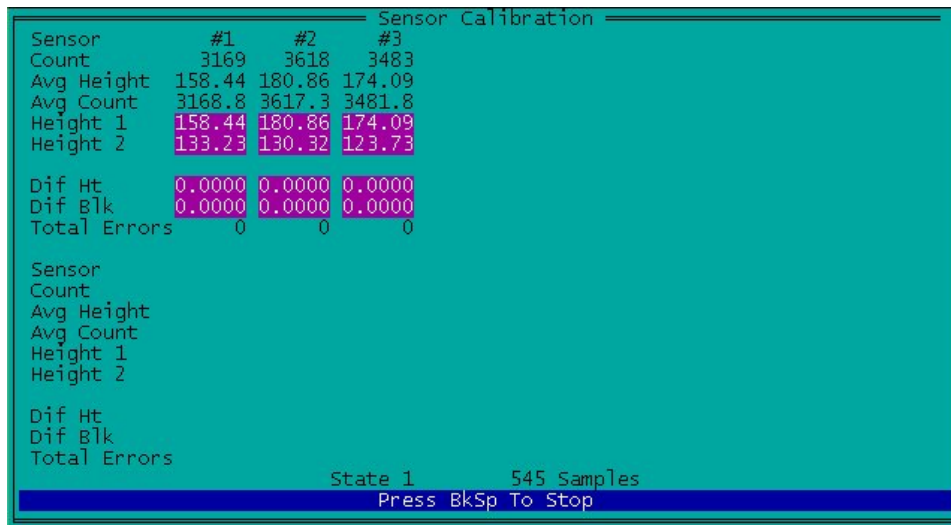 Sensor Calibration
Sensor #1 #2 #3
Count 3169 3618 3483
Avg Height 158.44 180.86 174.09
Avg Count 3168.8 3617.3 3481.8
Height 1 158.44 180.86 174.09
Height 2 133.23 130.32 123.73
Dif Ht 0.0000 0.0000 0.0000
Dif Blk 0.0000 0.0000 0.0000
Total Errors 0 0 0
Sensor
Count
Avg Height
Avg Count
Height 1
Height 2
Dif Ht
Dif Blk
Total Errors
State 1 545 Samples
Press BkSp To Stop